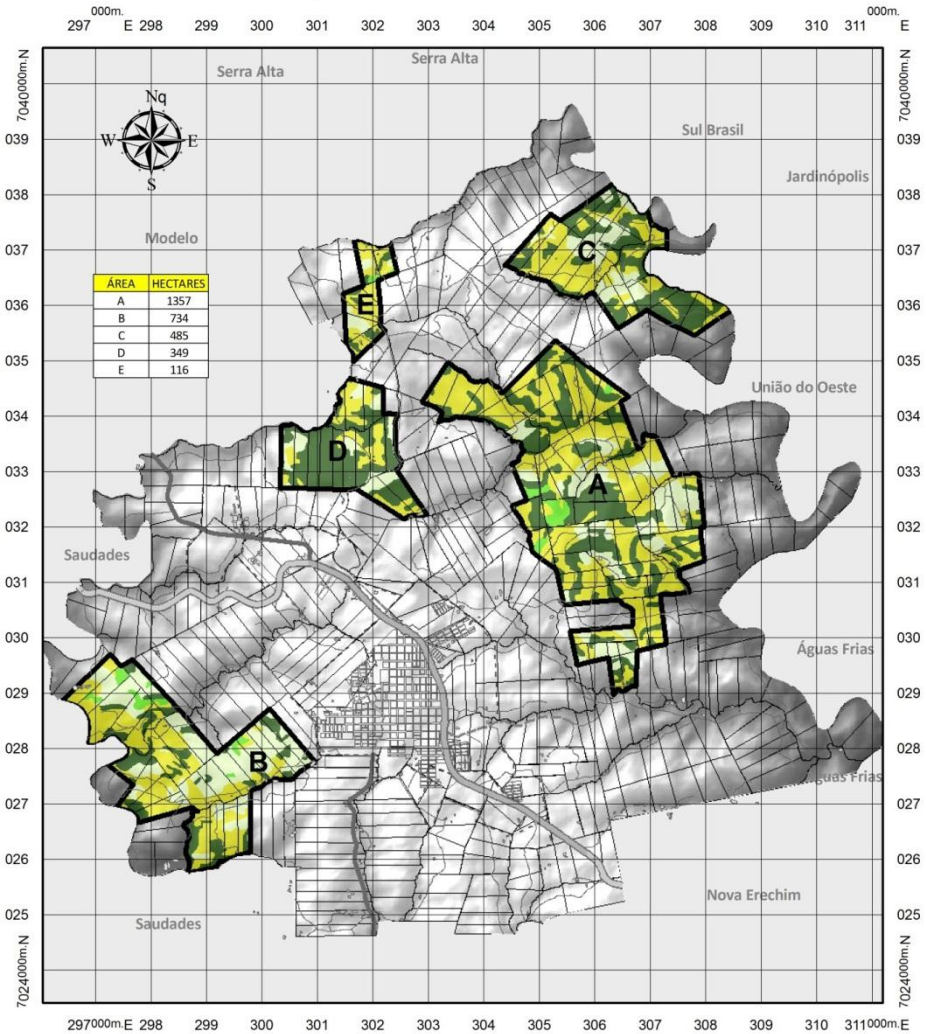 000m. 000m.
297 E 298 299 300 301 302 303 304 305 306 307 308 309 310 311 E
Serra Alta
Serra Alta
7040000m.N
7040000m.N
Nq
W E
S
039 Sul Brasil 039
Jardinópolis
038 038
Modelo
037 C 037
ÁREA HECTARES
A 1357
B 734
C 485
D 349
E 116
E
036 036
035 035
União do Oeste
034 034
D
033 033
A
032 032
Saudades
031 031
030 030
Águas Frias
029 029
028 028
B
Águas Frias
027 027
026 026
Nova Erechim
025 Saudades 025
7024000m.N
7024000m.N
297000m.E 298 299 300 301 302 303 304 305 306 307 308 309 310 311000m.E